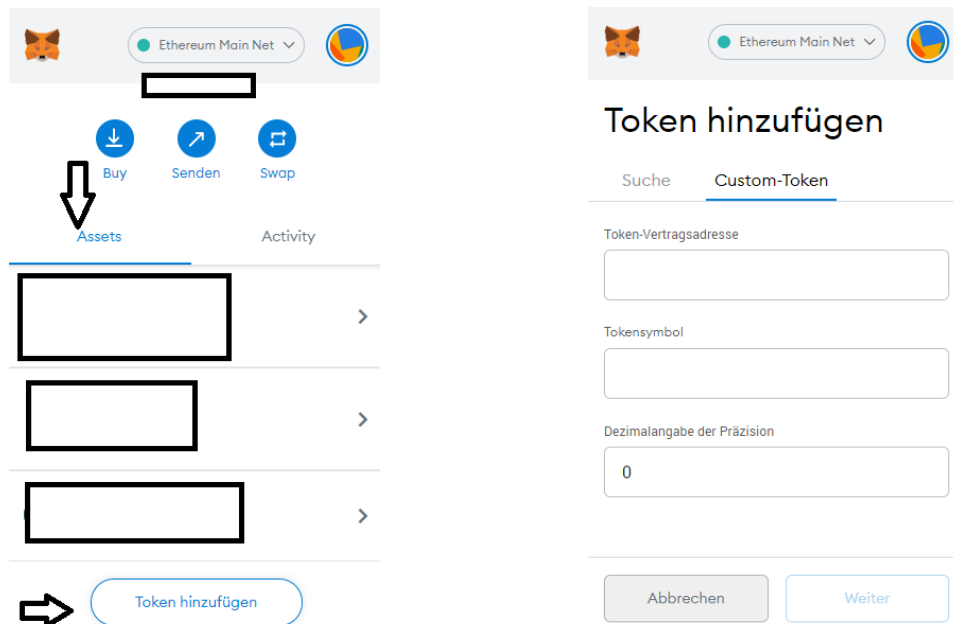 Ethereum Main Net
Buy
Senden
Swap
Assets
Activity
Token hinzufügen
Ethereum Main Net
Token hinzufügen
Suche
Custom-Token
Token-Vertragsadresse
Tokensymbol
Dezimalangabe der Präzision
0
Abbrechen
Weiter